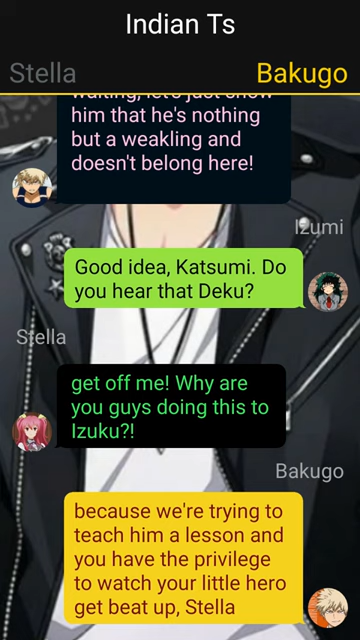 Indian Ts
Stella
Bakugo
waiting, let's just show
him that he's nothing
but a weakling and
doesn't belong here!
Izumi
Good idea, Katsumi. Do
you hear that Deku?
Stella
get off me! Why are
you guys doing this to
Izuku?!
Bakugo
because we're trying to
teach him a lesson and
you have the privilege
to watch your little hero
get beat up, Stella